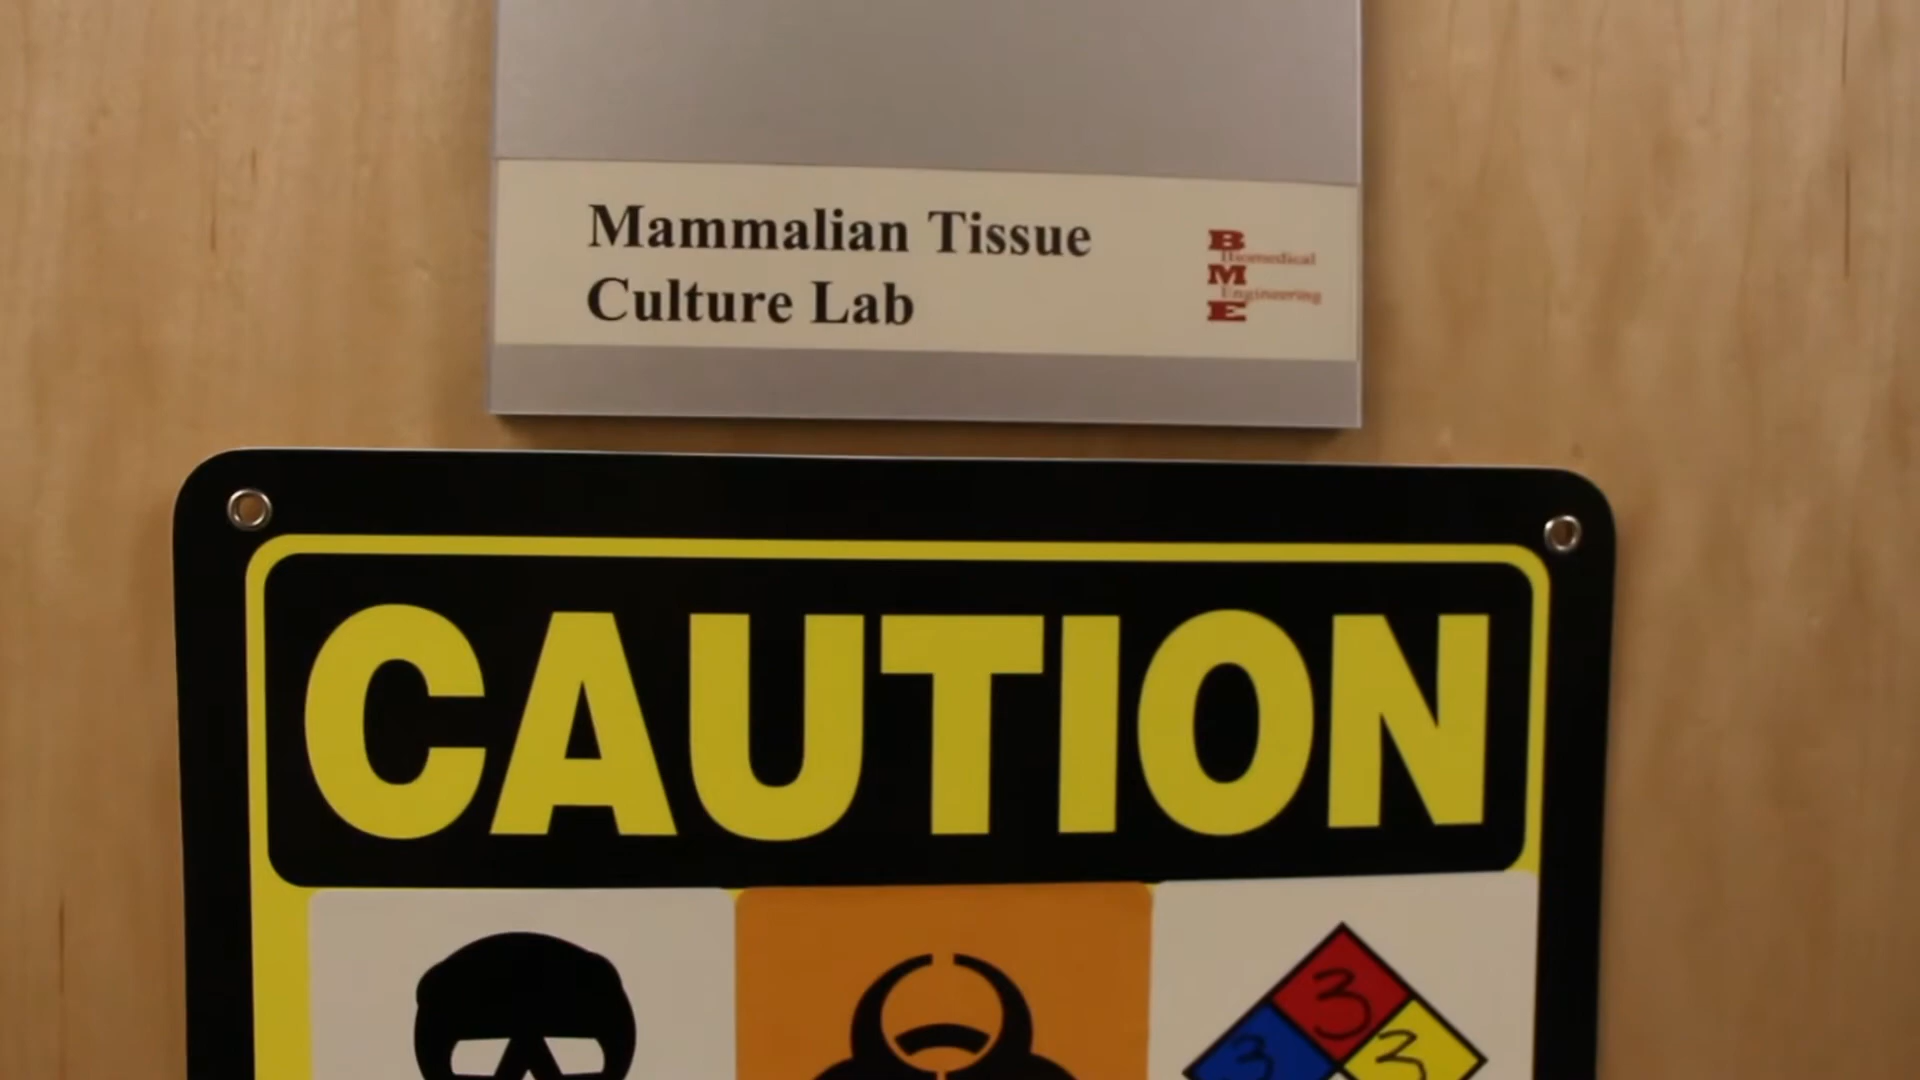 Mammalian Tissue
Culture Lab
B
Biomedical
M
Engineering
E
CAUTION
3
3
3